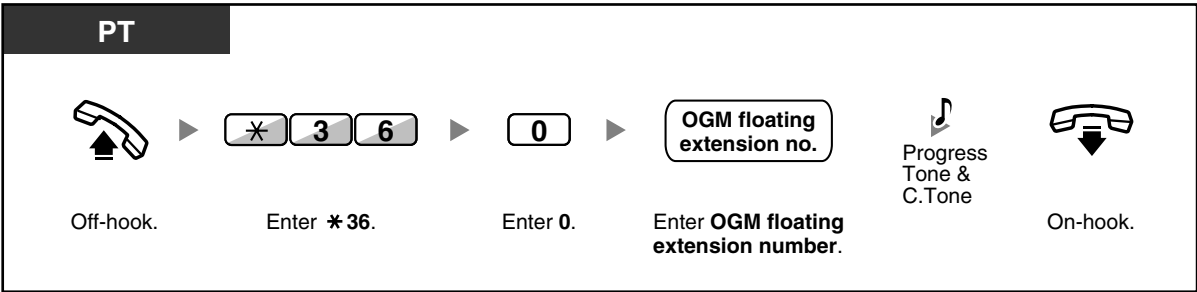 PT
* 3 6
0
OGM floating
extension no.
Progress
Tone &
C.Tone
Off-hook.
Enter *36.
Enter 0.
Enter OGM floating
extension number.
On-hook.